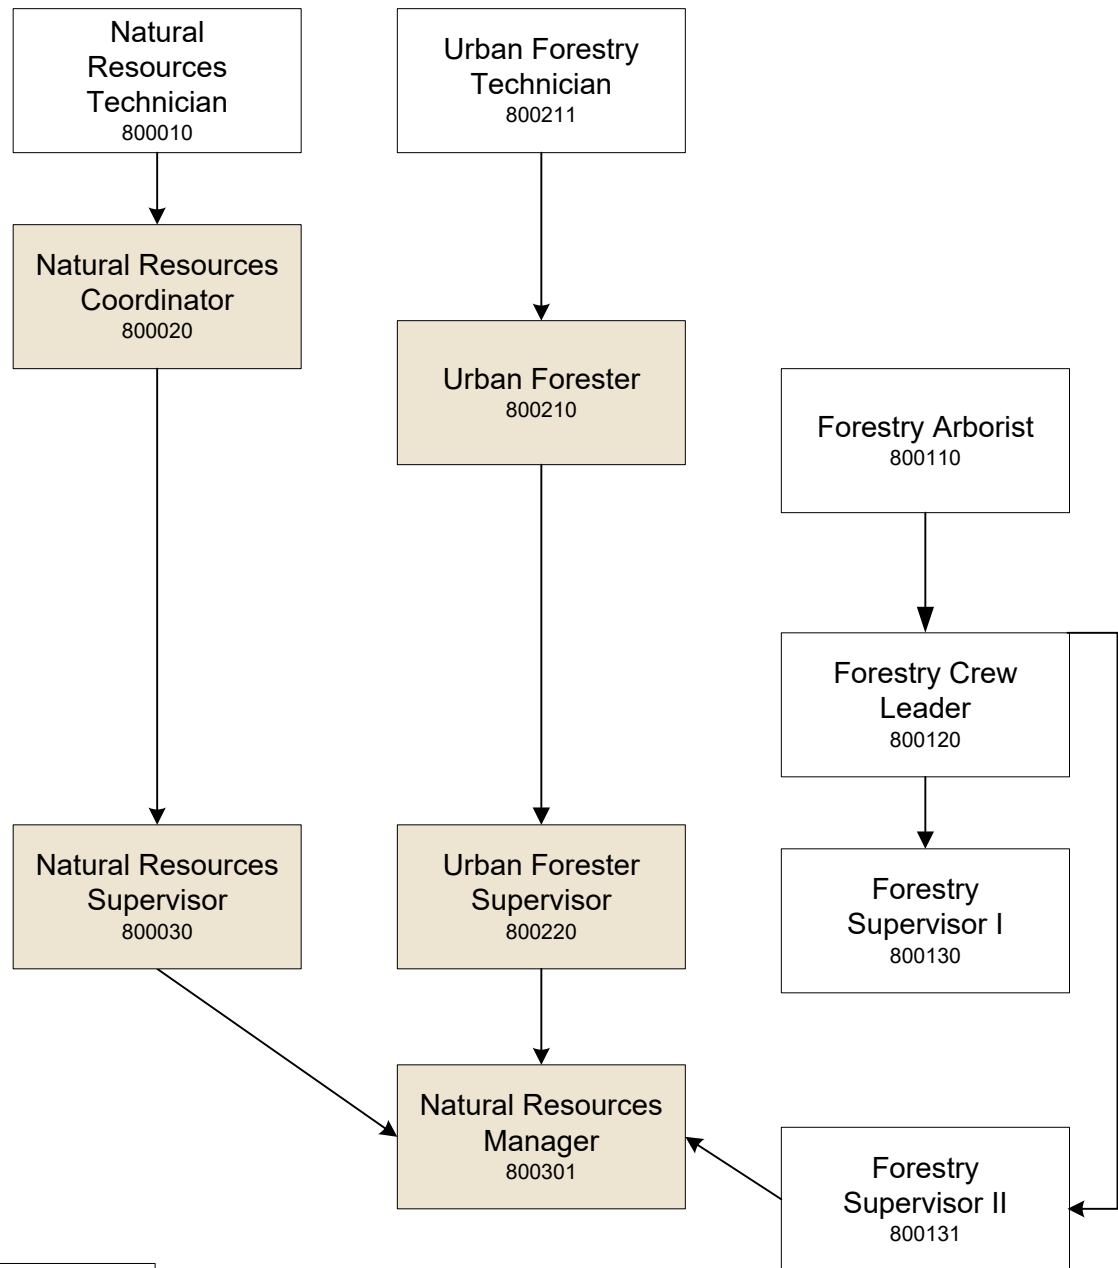 Natural
Resources
Technician
800010
Urban Forestry
Technician
800211
Natural Resources
Coordinator
800020
Urban Forester
800210
Forestry Arborist
800110
Forestry Crew
Leader
800120
Natural Resources
Supervisor
800030
Urban Forester
Supervisor
800220
Forestry
Supervisor I
800130
Natural Resources
Manager
800301
Forestry
Supervisor II
800131